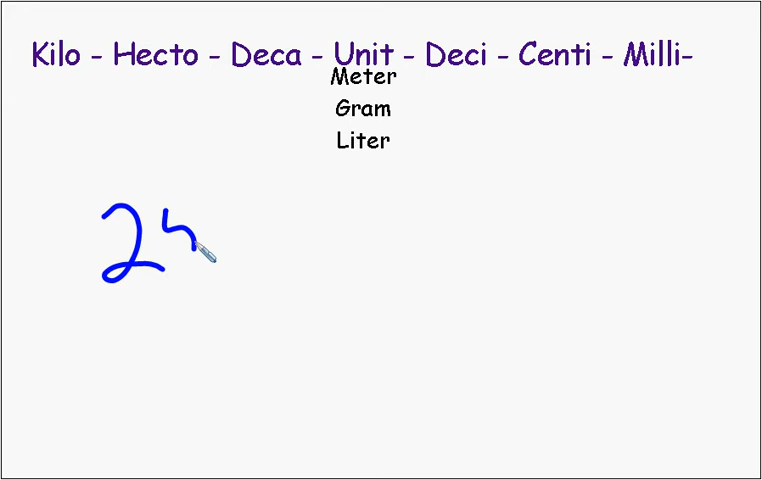 Kilo - Hecto - Deca - Unit - Deci - Centi - Milli-
Meter
Gram
Liter
2